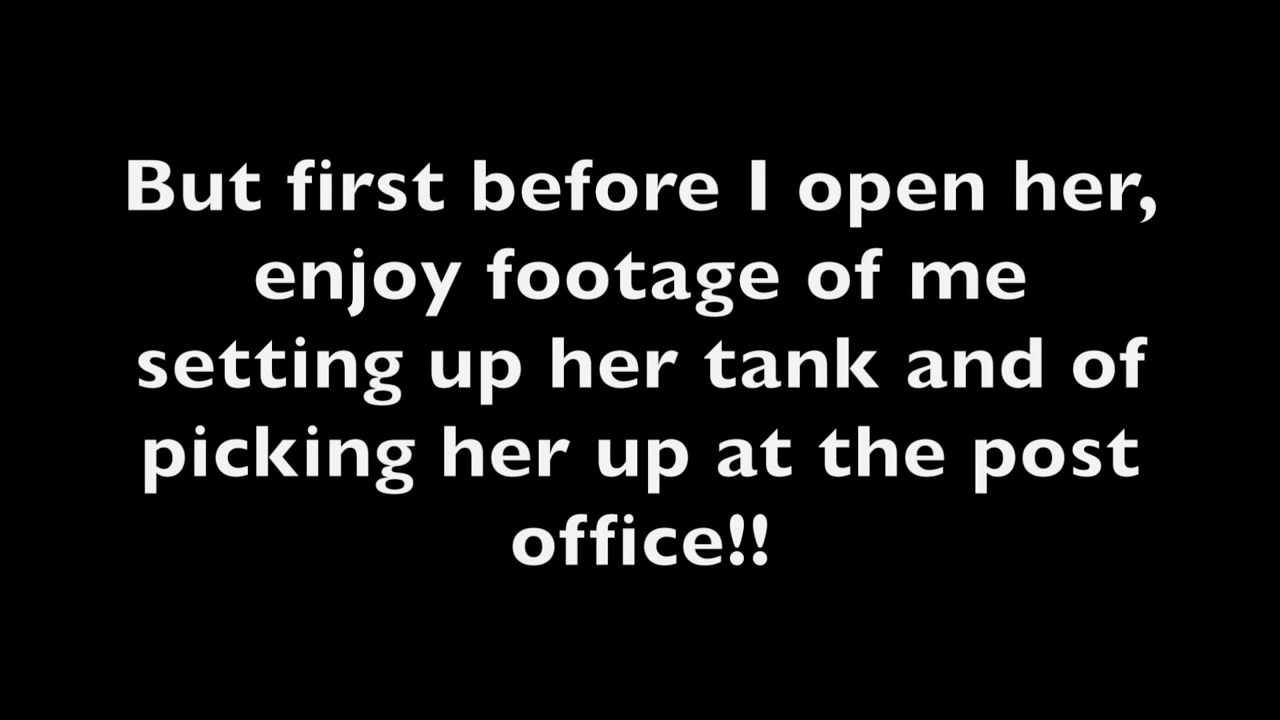 But first before I open her,
enjoy footage of me
setting up her tank and of
picking her up at the post
office!!